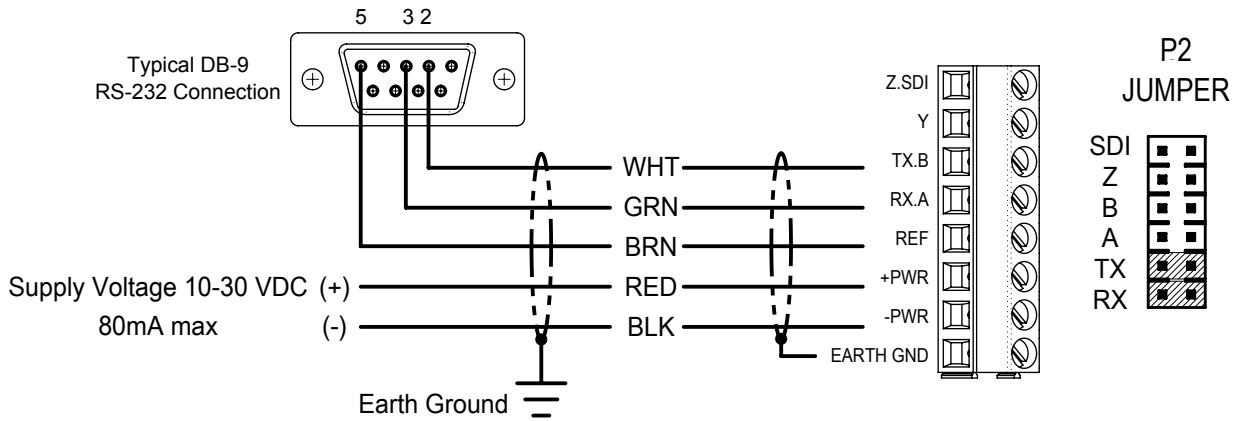 5 3 2
Typical DB-9
RS-232 Connection
WHT
GRN
BRN
Supply Voltage 10-30 VDC (+)
RED
80mA max (-)
BLK
Earth Ground
Z.SDI
Y
TX.B
RX.A
REF
+PWR
-PWR
EARTH GND
P2
JUMPER
SDI
Z
B
A
TX
RX